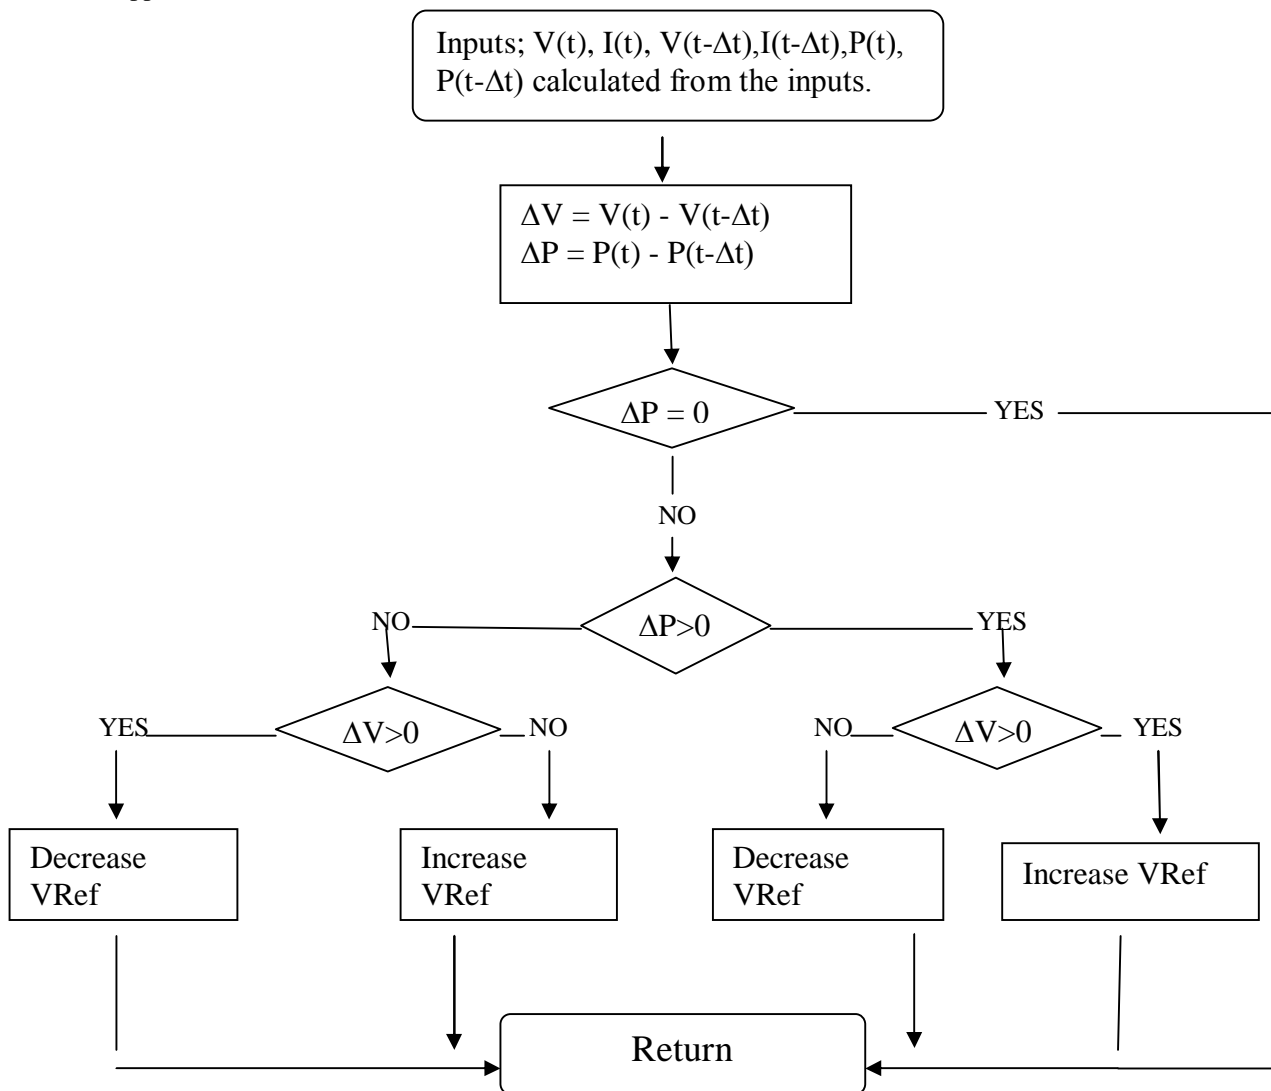 Inputs; V(t), I(t), V(t-Δt),I(t-Δt),P(t),
P(t-Δt) calculated from the inputs.
ΔV = V(t) - V(t-Δt)
ΔP = P(t) - P(t-Δt)
ΔP = 0
YES
NO
NO
ΔP>0
YES
YES
ΔV>0
NO
NO
ΔV>0
YES
Decrease
VRef
Increase
VRef
Decrease
VRef
Increase VRef
Return